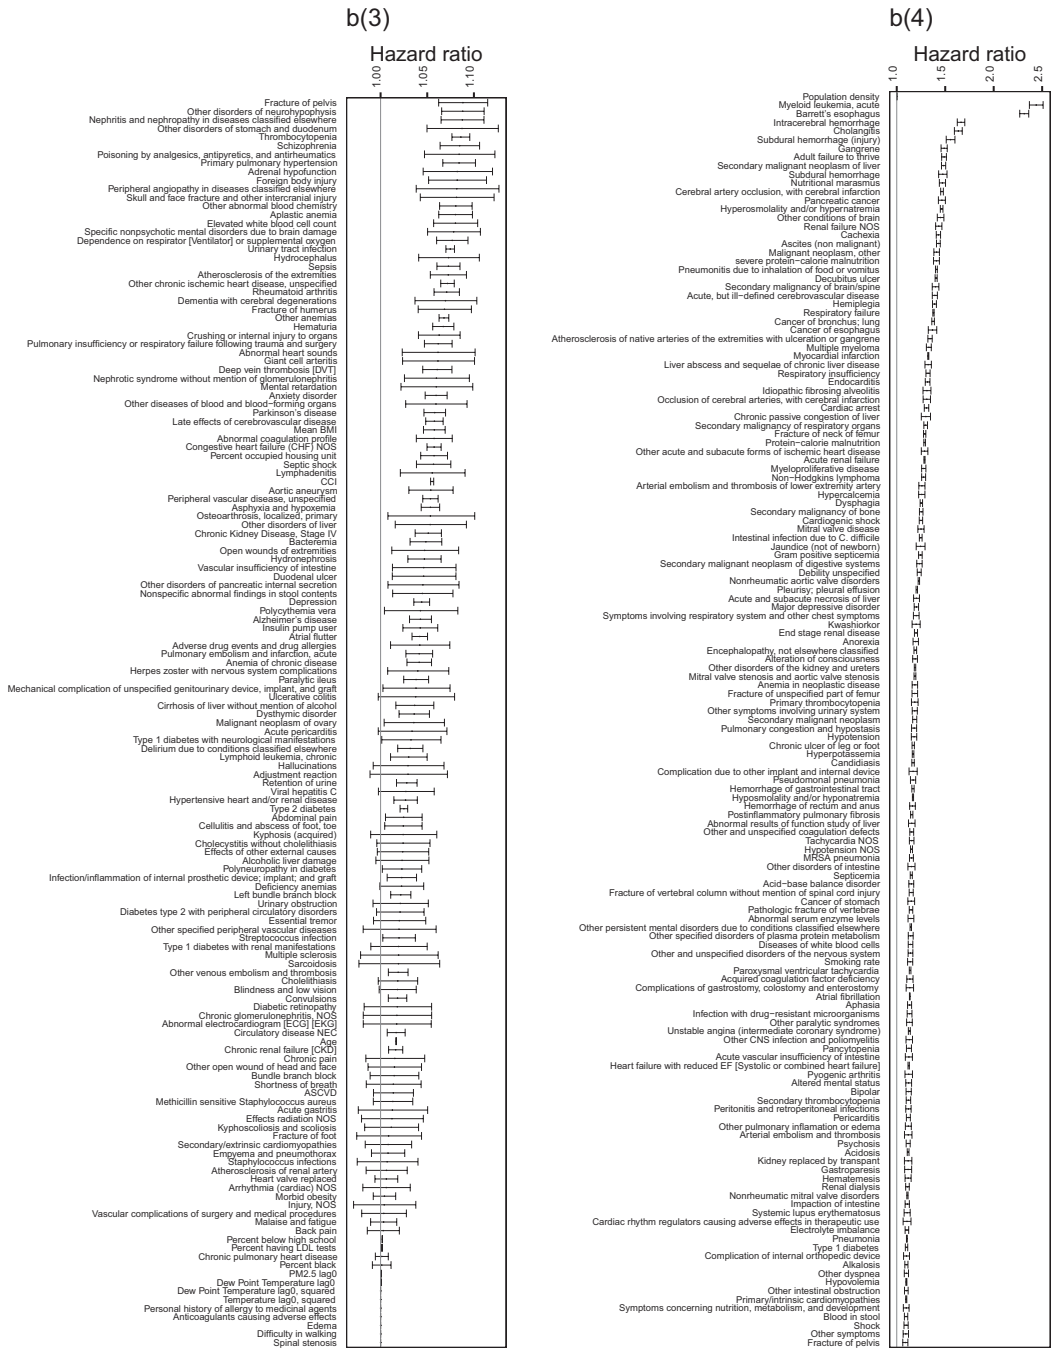 b(3)
Hazard ratio
1.00
1.05
1.10
Fracture of pelvis
Other disorders of neurohypophysis
Nephritis and nephropathy in diseases classified elsewhere
Other disorders of stomach and duodenum
Thrombocytopenia
Schizophrenia
Poisoning by analgesics, antipyretics, and antirheumatics
Primary pulmonary hypertension
Adrenal hypofunction
Foreign body injury
Peripheral angiopathy in diseases classified elsewhere
Skull and face fracture and other intercranial injury
Other abnormal blood chemistry
Aplastic anemia
Elevated white blood cell count
Specific nonpsychotic mental disorders due to brain damage
Dependence on respirator [Ventilator] or supplemental oxygen
Urinary tract infection
Hydrocephalus
Sepsis
Atherosclerosis of the extremities
Other chronic ischemic heart disease, unspecified
Rheumatoid arthritis
Dementia with cerebral degenerations
Fracture of humerus
Other anemias
Hematuria
Crushing or internal injury to organs
Pulmonary insufficiency or respiratory failure following trauma and surgery
Abnormal heart sounds
Giant cell arteritis
Deep vein thrombosis [DVT]
Nephrotic syndrome without mention of glomerulonephritis
Mental retardation
Anxiety disorder
Other diseases of blood and blood−forming organs
Parkinson's disease
Late effects of cerebrovascular disease
Mean BMI
Abnormal coagulation profile
Congestive heart failure (CHF) NOS
Percent occupied housing unit
Septic shock
Lymphadenitis
CCI
Aortic aneurysm
Peripheral vascular disease, unspecified
Asphyxia and hypoxemia
Osteoarthrosis, localized, primary
Other disorders of liver
Chronic Kidney Disease, Stage IV
Bacteremia
Open wounds of extremities
Hydronephrosis
Vascular insufficiency of intestine
Duodenal ulcer
Other disorders of pancreatic internal secretion
Nonspecific abnormal findings in stool contents
Depression
Polycythemia vera
Alzheimer's disease
Insulin pump user
Atrial flutter
Adverse drug events and drug allergies
Pulmonary embolism and infarction, acute
Anemia of chronic disease
Herpes zoster with nervous system complications
Paralytic ileus
Mechanical complication of unspecified genitourinary device, implant, and graft
Ulcerative colitis
Cirrhosis of liver without mention of alcohol
Dysthymic disorder
Malignant neoplasm of ovary
Acute pericarditis
Type 1 diabetes with neurological manifestations
Delirium due to conditions classified elsewhere
Lymphoid leukemia, chronic
Hallucinations
Adjustment reaction
Retention of urine
Viral hepatitis C
Hypertensive heart and/or renal disease
Type 2 diabetes
Abdominal pain
Cellulitis and abscess of foot, toe
Kyphosis (acquired)
Cholecystitis without cholelithiasis
Effects of other external causes
Alcoholic liver damage
Polyneuropathy in diabetes
Infection/inflammation of internal prosthetic device; implant; and graft
Deficiency anemias
Left bundle branch block
Urinary obstruction
Diabetes type 2 with peripheral circulatory disorders
Essential tremor
Other specified peripheral vascular diseases
Streptococcus infection
Type 1 diabetes with renal manifestations
Multiple sclerosis
Sarcoidosis
Other venous embolism and thrombosis
Cholelithiasis
Blindness and low vision
Convulsions
Diabetic retinopathy
Chronic glomerulonephritis, NOS
Abnormal electrocardiogram [ECG] [EKG]
Circulatory disease NEC
Age
Chronic renal failure [CKD]
Chronic pain
Other open wound of head and face
Bundle branch block
Shortness of breath
ASCVD
Methicillin sensitive Staphylococcus aureus
Acute gastritis
Effects radiation NOS
Kyphoscoliosis and scoliosis
Fracture of foot
Secondary/extrinsic cardiomyopathies
Empyema and pneumothorax
Staphylococcus infections
Atherosclerosis of renal artery
Heart valve replaced
Arrhythmia (cardiac) NOS
Morbid obesity
Injury, NOS
Vascular complications of surgery and medical procedures
Malaise and fatigue
Back pain
Percent below high school
Percent having LDL tests
Chronic pulmonary heart disease
Percent black
PM2.5 lag0
Dew Point Temperature lag0
Dew Point Temperature lag0, squared
Temperature lag0, squared
Personal history of allergy to medicinal agents
Anticoagulants causing adverse effects
Edema
Difficulty in walking
Spinal stenosis
b(4)
Hazard ratio
1.0
1.5
2.0
2.5
Population density
Myeloid leukemia, acute
Barrett's esophagus
Intracerebral hemorrhage
Cholangitis
Subdural hemorrhage (injury)
Gangrene
Adult failure to thrive
Secondary malignant neoplasm of liver
Subdural hemorrhage
Nutritional marasmus
Cerebral artery occlusion, with cerebral infarction
Pancreatic cancer
Hyperosmolality and/or hypernatremia
Other conditions of brain
Renal failure NOS
Cachexia
Ascites (non malignant)
Malignant neoplasm, other
severe protein−calorie malnutrition
Pneumonitis due to inhalation of food or vomitus
Decubitus ulcer
Secondary malignancy of brain/spine
Acute, but ill−defined cerebrovascular disease
Hemiplegia
Respiratory failure
Cancer of bronchus; lung
Cancer of esophagus
Atherosclerosis of native arteries of the extremities with ulceration or gangrene
Multiple myeloma
Myocardial infarction
Liver abscess and sequelae of chronic liver disease
Respiratory insufficiency
Endocarditis
Idiopathic fibrosing alveolitis
Occlusion of cerebral arteries, with cerebral infarction
Cardiac arrest
Chronic passive congestion of liver
Secondary malignancy of respiratory organs
Fracture of neck of femur
Protein−calorie malnutrition
Other acute and subacute forms of ischemic heart disease
Acute renal failure
Myeloproliferative disease
Non−Hodgkins lymphoma
Arterial embolism and thrombosis of lower extremity artery
Hypercalcemia
Dysphagia
Secondary malignancy of bone
Cardiogenic shock
Mitral valve disease
Intestinal infection due to C. difficile
Jaundice (not of newborn)
Gram positive septicemia
Secondary malignant neoplasm of digestive systems
Debility unspecified
Nonrheumatic aortic valve disorders
Pleurisy; pleural effusion
Acute and subacute necrosis of liver
Major depressive disorder
Symptoms involving respiratory system and other chest symptoms
Kwashiorkor
End stage renal disease
Anorexia
Encephalopathy, not elsewhere classified
Alteration of consciousness
Other disorders of the kidney and ureters
Mitral valve stenosis and aortic valve stenosis
Anemia in neoplastic disease
Fracture of unspecified part of femur
Primary thrombocytopenia
Other symptoms involving urinary system
Secondary malignant neoplasm
Pulmonary congestion and hypostasis
Hypotension
Chronic ulcer of leg or foot
Hyperpotassemia
Candidiasis
Complication due to other implant and internal device
Pseudomonal pneumonia
Hemorrhage of gastrointestinal tract
Hyposmolality and/or hyponatremia
Hemorrhage of rectum and anus
Postinflammatory pulmonary fibrosis
Abnormal results of function study of liver
Other and unspecified coagulation defects
Tachycardia NOS
Hypotension NOS
MRSA pneumonia
Other disorders of intestine
Septicemia
Acid−base balance disorder
Fracture of vertebral column without mention of spinal cord injury
Cancer of stomach
Pathologic fracture of vertebrae
Abnormal serum enzyme levels
Other persistent mental disorders due to conditions classified elsewhere
Other specified disorders of plasma protein metabolism
Diseases of white blood cells
Other and unspecified disorders of the nervous system
Smoking rate
Paroxysmal ventricular tachycardia
Acquired coagulation factor deficiency
Complications of gastrostomy, colostomy and enterostomy
Atrial fibrillation
Aphasia
Infection with drug−resistant microorganisms
Other paralytic syndromes
Unstable angina (intermediate coronary syndrome)
Other CNS infection and poliomyelitis
Pancytopenia
Acute vascular insufficiency of intestine
Heart failure with reduced EF [Systolic or combined heart failure]
Pyogenic arthritis
Altered mental status
Bipolar
Secondary thrombocytopenia
Peritonitis and retroperitoneal infections
Pericarditis
Other pulmonary inflamation or edema
Arterial embolism and thrombosis
Psychosis
Acidosis
Kidney replaced by transpant
Gastroparesis
Hematemesis
Renal dialysis
Nonrheumatic mitral valve disorders
Impaction of intestine
Systemic lupus erythematosus
Cardiac rhythm regulators causing adverse effects in therapeutic use
Electrolyte imbalance
Pneumonia
Type 1 diabetes
Complication of internal orthopedic device
Alkalosis
Other dyspnea
Hypovolemia
Other intestinal obstruction
Primary/intrinsic cardiomyopathies
Symptoms concerning nutrition, metabolism, and development
Blood in stool
Shock
Other symptoms
Fracture of pelvis